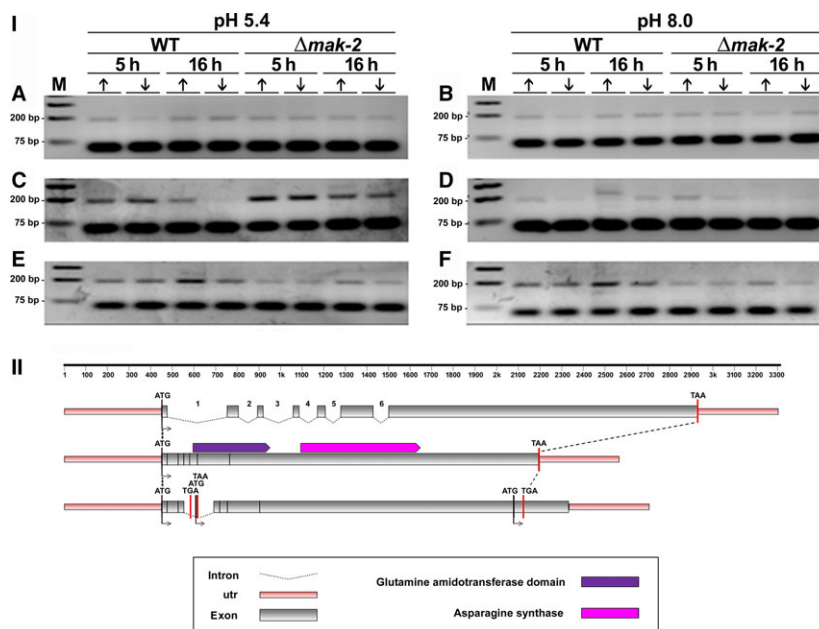 I
pH 5.4
pH 8.0
WT
Δmak-2
WT
Δmak-2
5 h
16 h
5 h
16 h
5 h
16 h
5 h
16 h
M
↑
↓
↑
↓
↑
↓
↑
↓
M
↑
↓
↑
↓
↑
↓
↑
↓
A
200 bp
75 bp
B
200 bp
75 bp
C
200 bp
75 bp
D
200 bp
75 bp
E
200 bp
75 bp
F
200 bp
75 bp
II
1 100 200 300 400 500 600 700 800 900 1k 1100 1200 1300 1400 1500 1600 1700 1800 1900 2k 2100 2200 2300 2400 2500 2600 2700 2800 2900 3k 3100 3200 3300
ATG
1
2
3
4
5
6
TAA
ATG
TAA
ATG
TGA
TAA
ATG
ATG
TGA
Intron
utr
Exon
Glutamine amidotransferase domain
Asparagine synthase